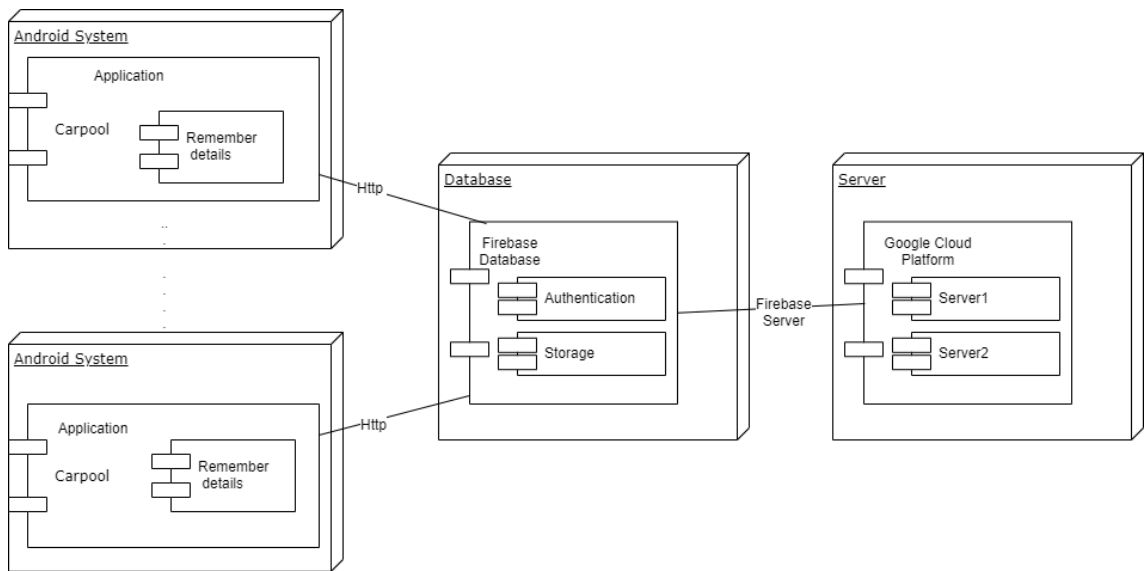 Android System
Application
Carpool
Remember
details
Http
Database
Firebase
Database
Authentication
Storage
Firebase
Server
Server
Google Cloud
Platform
Server1
Server2
Android System
Application
Carpool
Remember
details
Http